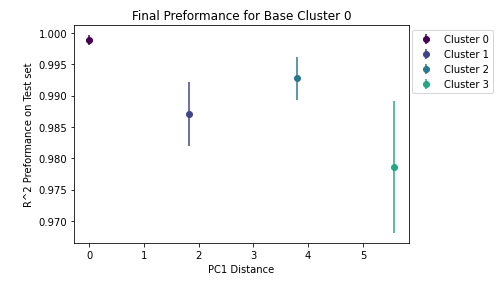 Final Preformance for Base Cluster 0
R^2 Preformance on Test set
1.000
0.995
0.990
0.985
0.980
0.975
0.970
0 1 2 3 4 5
PC1 Distance
Cluster 0
Cluster 1
Cluster 2
Cluster 3